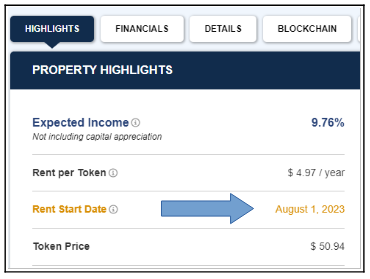 HIGHLIGHTS FINANCIALS DETAILS BLOCKCHAIN
PROPERTY HIGHLIGHTS
Expected Income 9.76%
Not including capital appreciation
Rent per Token $ 4.97 / year
Rent Start Date August 1, 2023
Token Price $ 50.94